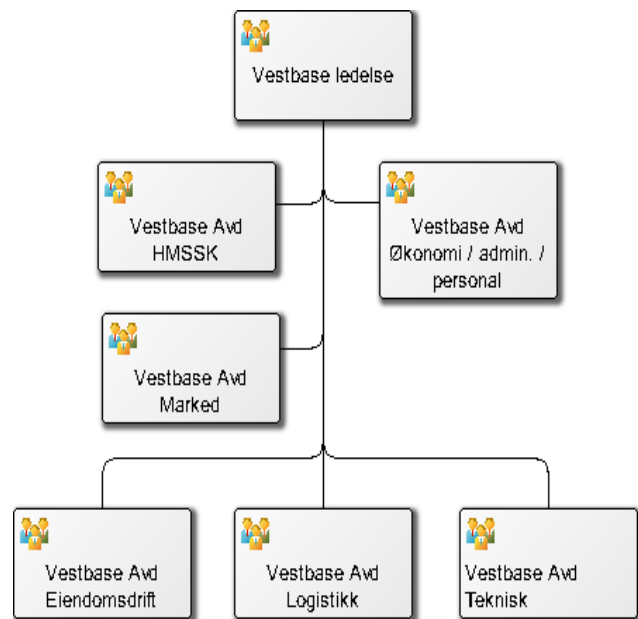 Vestbase ledelse
Vestbase Avd
HMSSK
Vestbase Avd
Økonomi / admin. /
personal
Vestbase Avd
Marked
Vestbase Avd
Eiendomsdrift
Vestbase Avd
Logistikk
Vestbase Avd
Teknisk